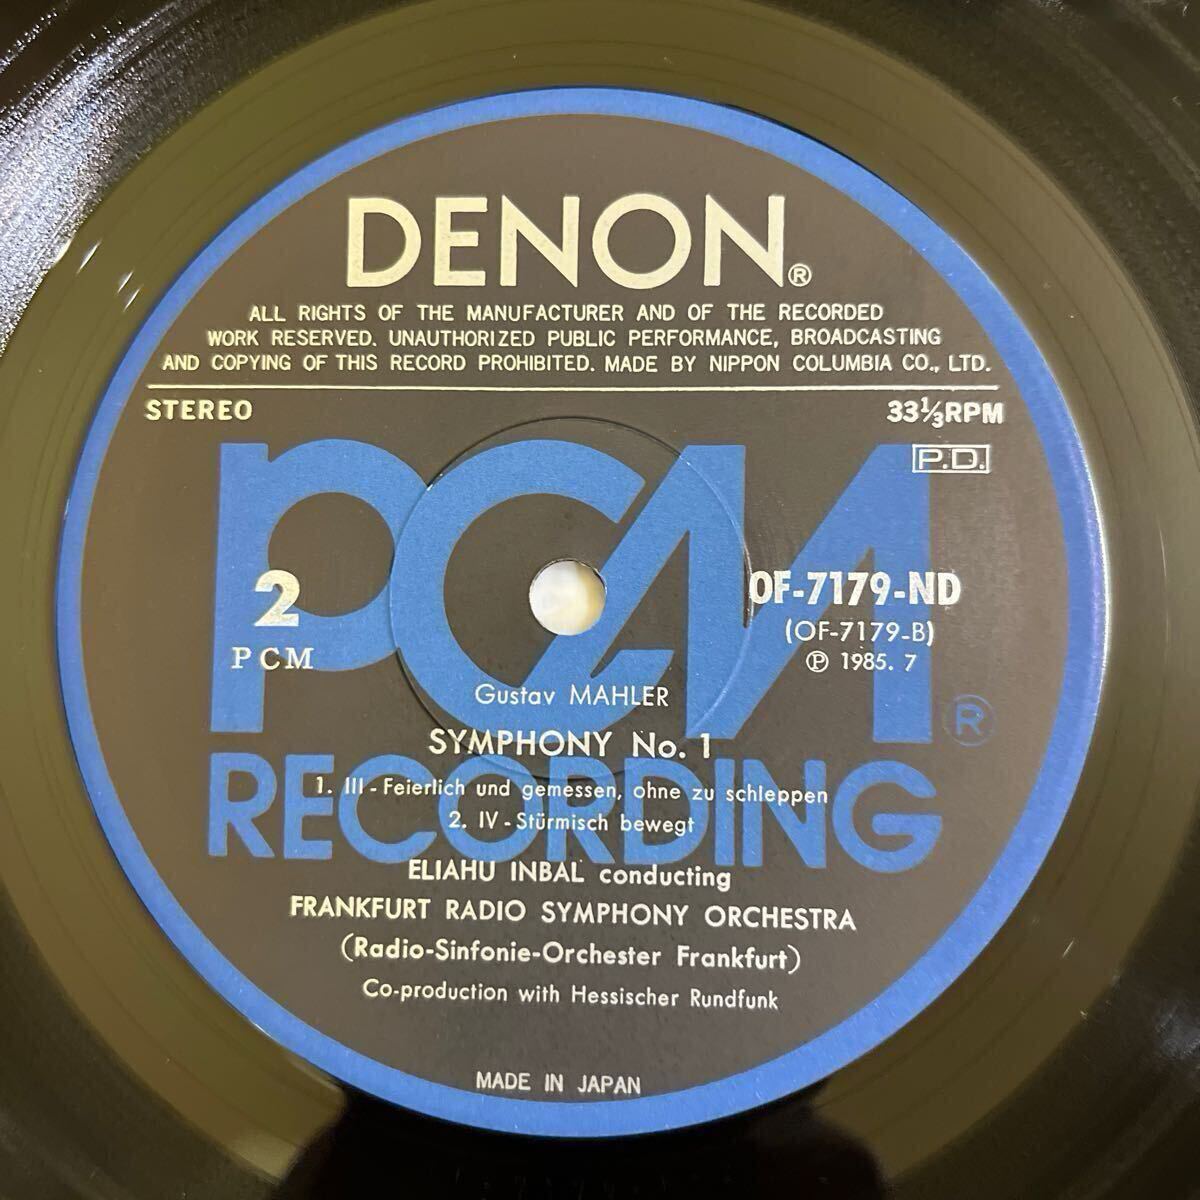 DENON®
ALL RIGHTS OF THE MANUFACTURER AND OF THE RECORDED
WORK RESERVED. UNAUTHORIZED PUBLIC PERFORMANCE, BROADCASTING
AND COPYING OF THIS RECORD PROHIBITED. MADE BY NIPPON COLUMBIA CO., LTD.
STEREO
33⅓RPM
P.D.
PCM®
RECORDING
2
PCM
OF-7179-ND
(OF-7179-B)
℗ 1985. 7
Gustav MAHLER
SYMPHONY No. 1
1. III - Feierlich und gemessen, ohne zu schleppen
2. IV - Stürmisch bewegt
ELIAHU INBAL conducting
FRANKFURT RADIO SYMPHONY ORCHESTRA
(Radio-Sinfonie-Orchester Frankfurt)
Co-production with Hessischer Rundfunk
MADE IN JAPAN